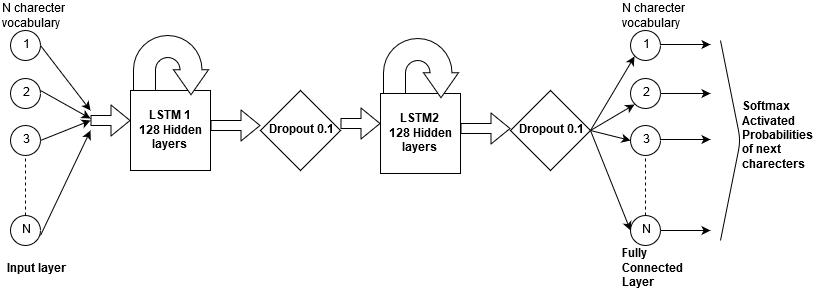 N charecter
vocabulary
1
2
3
N
Input layer
LSTM 1
128 Hidden
layers
Dropout 0.1
LSTM2
128 Hidden
layers
Dropout 0.1
N charecter
vocabulary
1
2
3
N
Fully
Connected
Layer
Softmax
Activated
Probabilities
of next
charecters